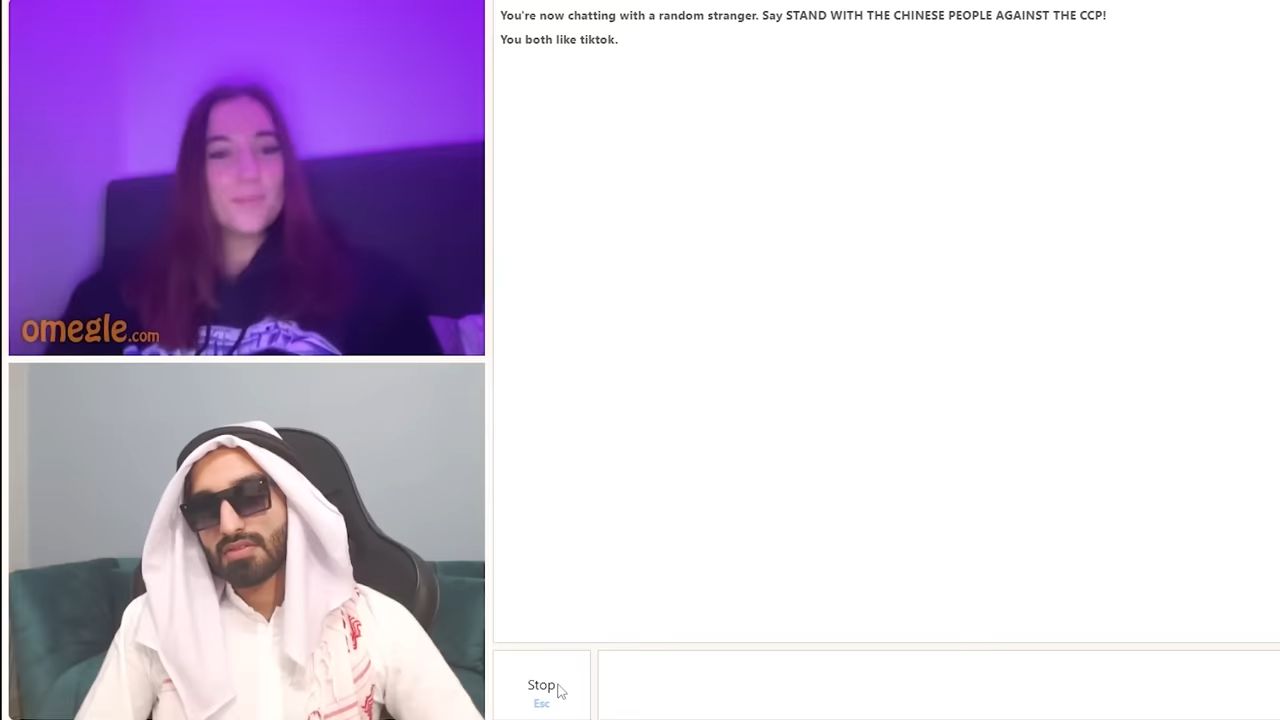 You're now chatting with a random stranger. Say STAND WITH THE CHINESE PEOPLE AGAINST THE CCP!
You both like tiktok.
omegle.com
Stop
Esc